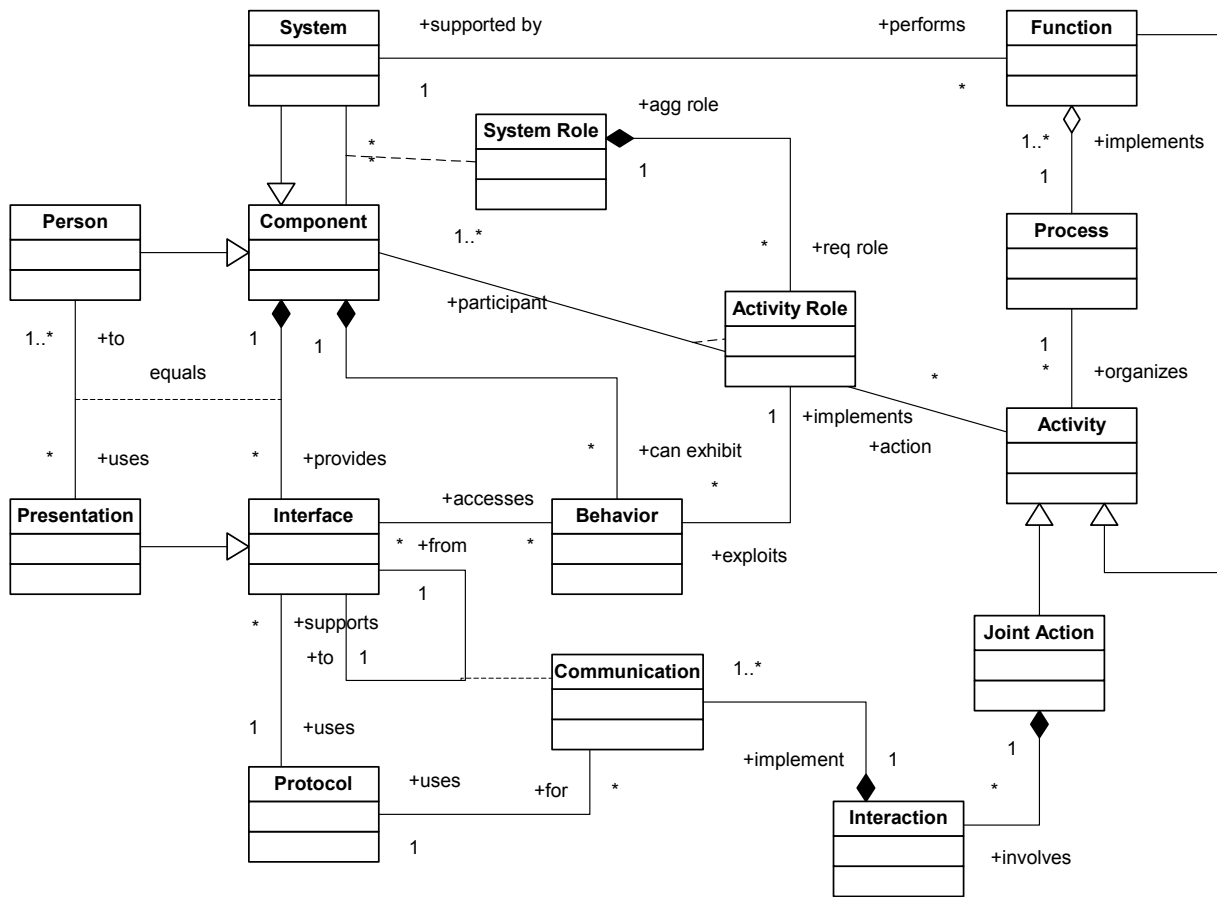 System
+supported by
+performs
Function
1
*
+agg role
System Role
1
*
*
1..*
+implements
1
Person
Component
1..*
Process
+participant
*
+req role
Activity Role
1..*
+to
1
1
equals
1
*
+organizes
*
1
+implements
+action
Activity
*
+uses
*
+provides
*
+can exhibit
*
Presentation
Interface
+accesses
Behavior
*
+from
*
+exploits
1
*
+supports
+to
1
Communication
1..*
Joint Action
1
+uses
+implement
1
1
*
Protocol
+uses
+for
*
1
Interaction
+involves